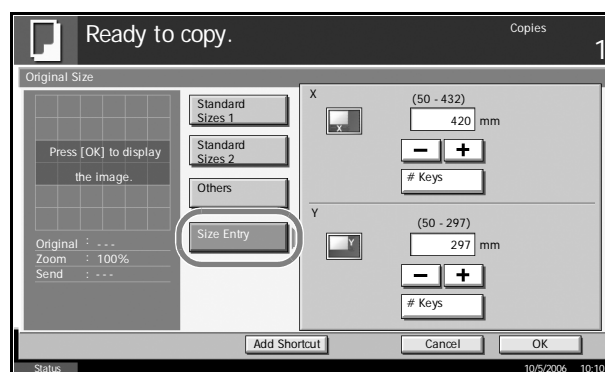 Ready to copy.
Copies
1
Original Size
Press [OK] to display
the image.
Original : - - -
Zoom : 100%
Send : - - -
Standard
Sizes 1
Standard
Sizes 2
Others
Size Entry
X
(50 - 432)
X
420 mm
− +
# Keys
Y
(50 - 297)
Y
297 mm
− +
# Keys
Add Shortcut
Cancel
OK
Status
10/5/2006 10:10